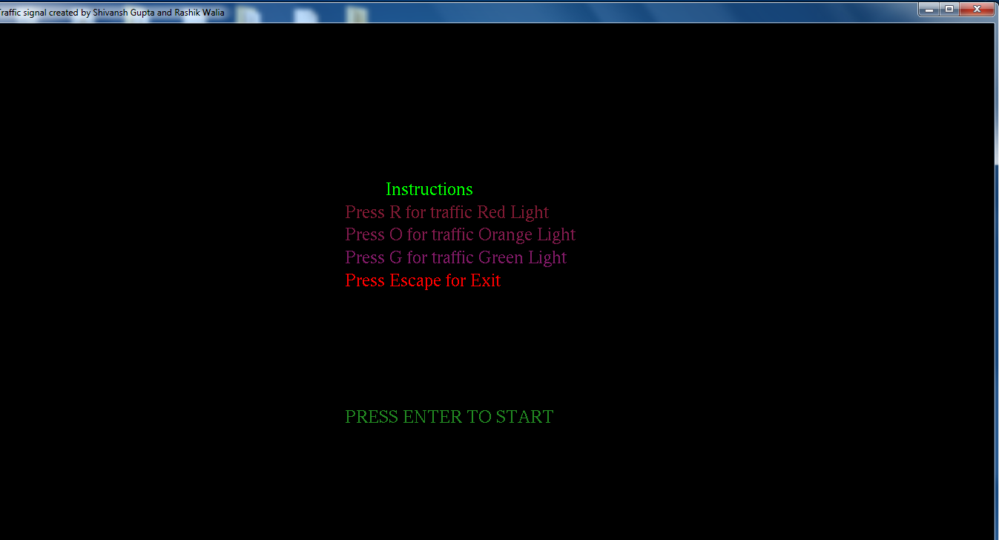 Traffic signal created by Shivansh Gupta and Rashik Walia
Instructions
Press R for traffic Red Light
Press O for traffic Orange Light
Press G for traffic Green Light
Press Escape for Exit
PRESS ENTER TO START